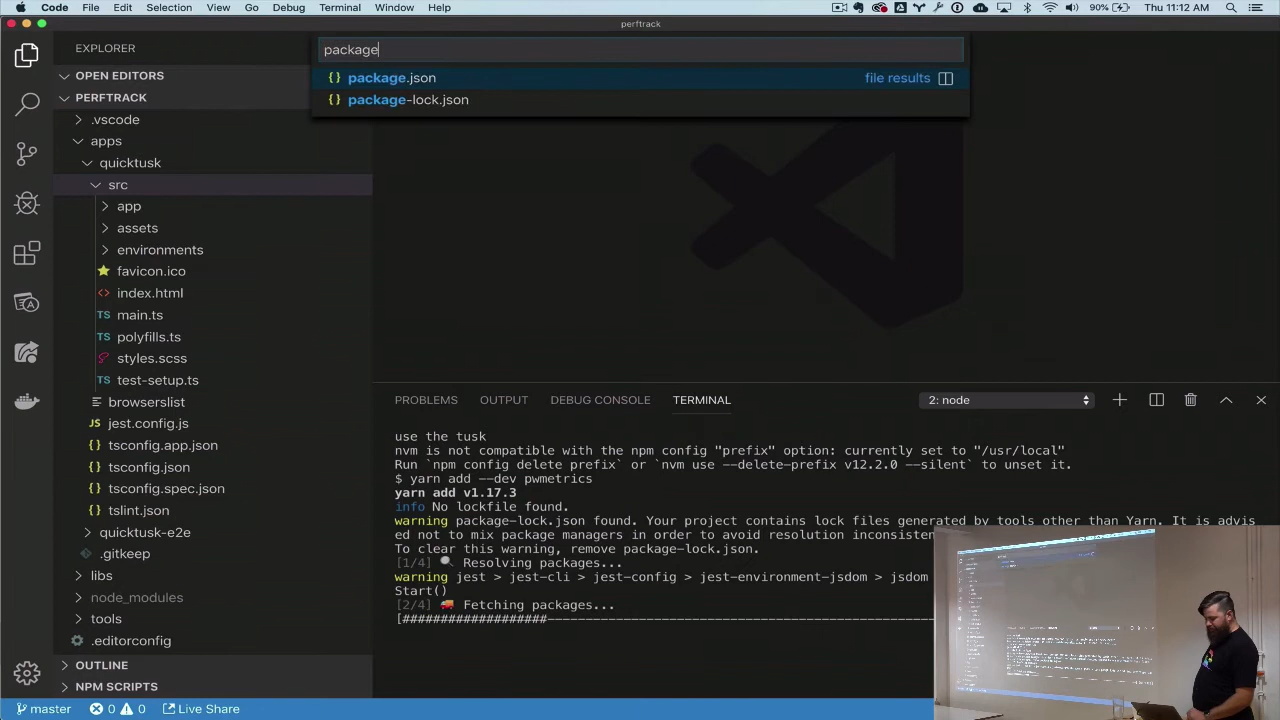 Code File Edit Selection View Go Debug Terminal Window Help
90% Thu 11:12 AM
perftrack
EXPLORER
package
OPEN EDITORS
package.json
file results
PERFTRACK
package-lock.json
.vscode
apps
quicktusk
src
app
assets
environments
favicon.ico
index.html
main.ts
polyfills.ts
styles.scss
test-setup.ts
browserslist
jest.config.js
tsconfig.app.json
tsconfig.json
tsconfig.spec.json
tslint.json
quicktusk-e2e
.gitkeep
libs
node_modules
tools
.editorconfig
OUTLINE
NPM SCRIPTS
PROBLEMS OUTPUT DEBUG CONSOLE TERMINAL
2: node
use the tusk
nvm is not compatible with the npm config "prefix" option: currently set to "/usr/local"
Run `npm config delete prefix` or `nvm use --delete-prefix v12.2.0 --silent` to unset it.
$ yarn add --dev pwmetrics
yarn add v1.17.3
info No lockfile found.
warning package-lock.json found. Your project contains lock files generated by tools other than Yarn. It is advis
ed not to mix package managers in order to avoid resolution inconsisten
To clear this warning, remove package-lock.json.
[1/4] 🔍 Resolving packages...
warning jest > jest-cli > jest-config > jest-environment-jsdom > jsdom
Start()
[2/4] 🚚 Fetching packages...
[##################------------------------------------------------
master 0 0 Live Share